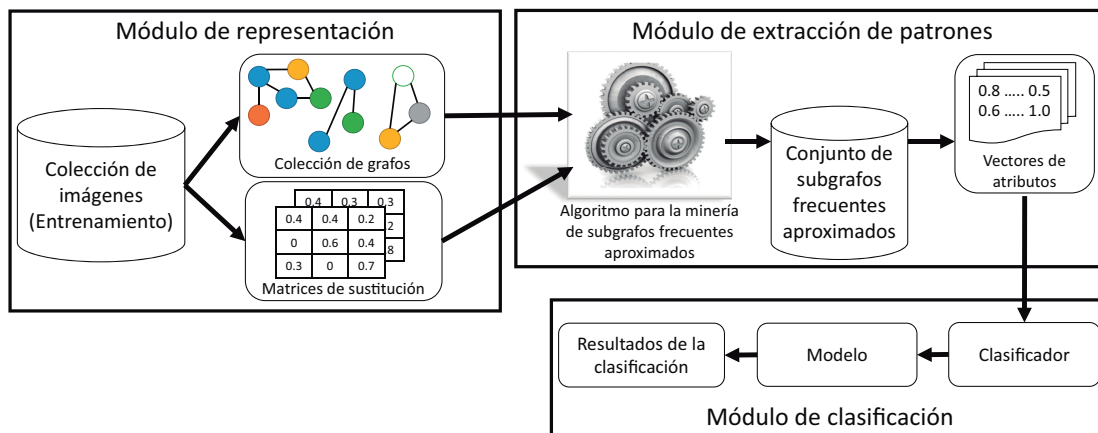 Módulo de representación
Colección de
imágenes
(Entrenamiento)
Colección de grafos
0.4 0.3 0.3
2
8
0.4 0.4 0.2
0 0.6 0.4
0.3 0 0.7
Matrices de sustitución
Módulo de extracción de patrones
Algoritmo para la minería
de subgrafos frecuentes
aproximados
Conjunto de
subgrafos
frecuentes
aproximados
0.8 ..... 0.5
0.6 ..... 1.0
Vectores de
atributos
Resultados de la
clasificación
Modelo
Clasificador
Módulo de clasificación